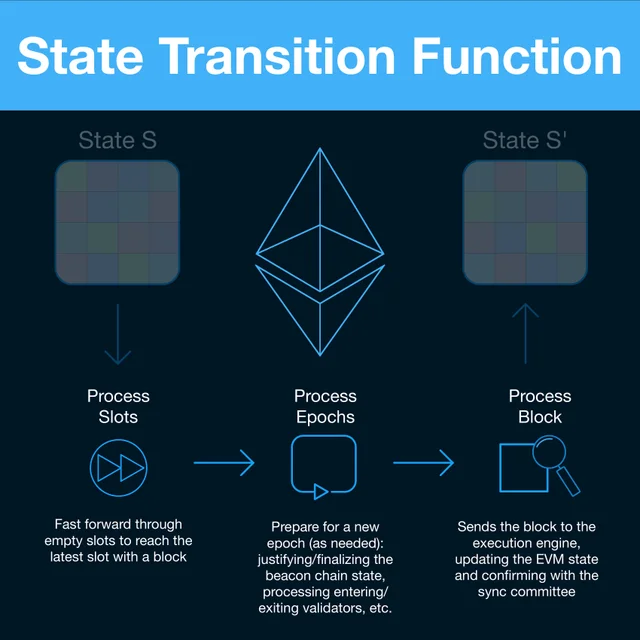 State Transition Function
State S
State S'
Process
Slots
Process
Epochs
Process
Block
Fast forward through
empty slots to reach the
latest slot with a block
Prepare for a new
epoch (as needed):
justifying/finalizing the
beacon chain state,
processing entering/
exiting validators, etc.
Sends the block to the
execution engine,
updating the EVM state
and confirming with the
sync committee